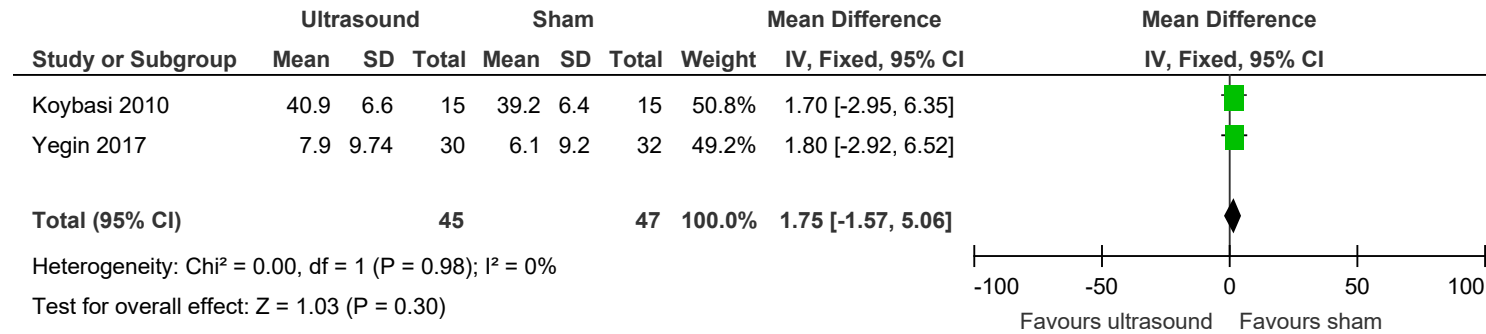 Ultrasound Sham Mean Difference Mean Difference
Study or Subgroup Mean SD Total Mean SD Total Weight IV, Fixed, 95% CI IV, Fixed, 95% CI
Koybasi 2010 40.9 6.6 15 39.2 6.4 15 50.8% 1.70 [-2.95, 6.35]
Yegin 2017 7.9 9.74 30 6.1 9.2 32 49.2% 1.80 [-2.92, 6.52]
Total (95% CI) 45 47 100.0% 1.75 [-1.57, 5.06]
Heterogeneity: Chi² = 0.00, df = 1 (P = 0.98); I² = 0%
Test for overall effect: Z = 1.03 (P = 0.30)
-100 -50 0 50 100
Favours ultrasound Favours sham